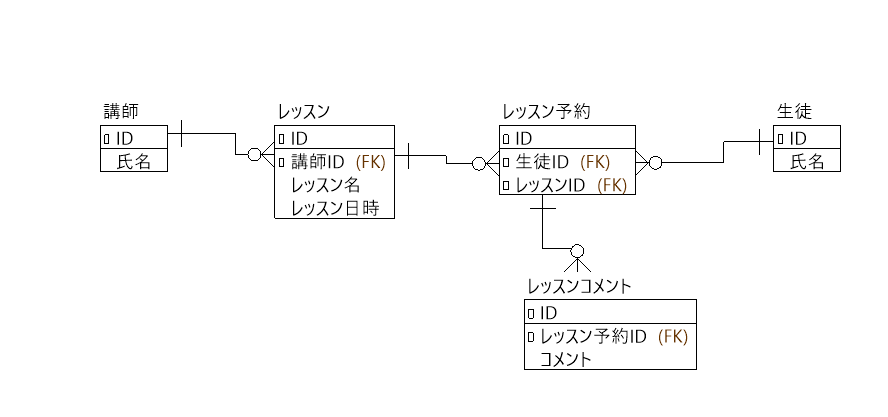 講師
ID
氏名
レッスン
ID
講師ID (FK)
レッスン名
レッスン日時
レッスン予約
ID
生徒ID (FK)
レッスンID (FK)
生徒
ID
氏名
レッスンコメント
ID
レッスン予約ID (FK)
コメント